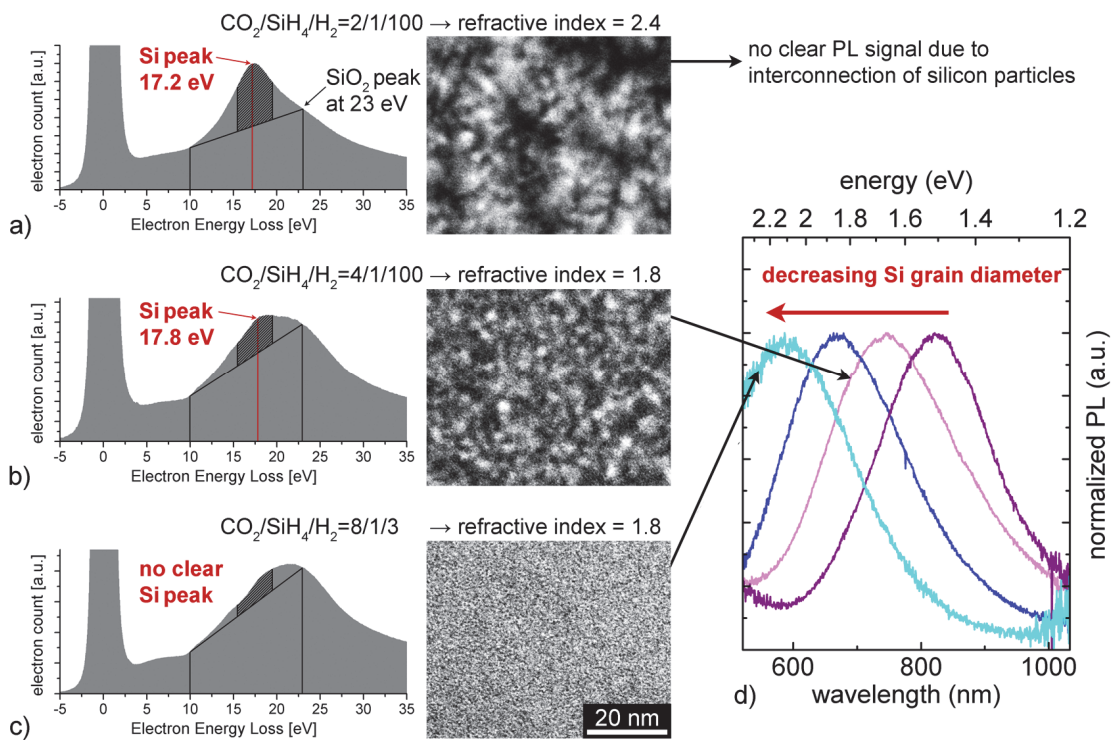 CO₂/SiH₄/H₂=2/1/100 → refractive index = 2.4
electron count [a.u.]
Si peak
17.2 eV
SiO₂ peak
at 23 eV
-5 0 5 10 15 20 25 30 35
Electron Energy Loss [eV]
a)
no clear PL signal due to
interconnection of silicon particles
CO₂/SiH₄/H₂=4/1/100 → refractive index = 1.8
electron count [a.u.]
Si peak
17.8 eV
-5 0 5 10 15 20 25 30 35
Electron Energy Loss [eV]
b)
CO₂/SiH₄/H₂=8/1/3 → refractive index = 1.8
electron count [a.u.]
no clear
Si peak
-5 0 5 10 15 20 25 30 35
Electron Energy Loss [eV]
c)
20 nm
energy (eV)
2.2 2 1.8 1.6 1.4 1.2
decreasing Si grain diameter
normalized PL (a.u.)
600 800 1000
d) wavelength (nm)